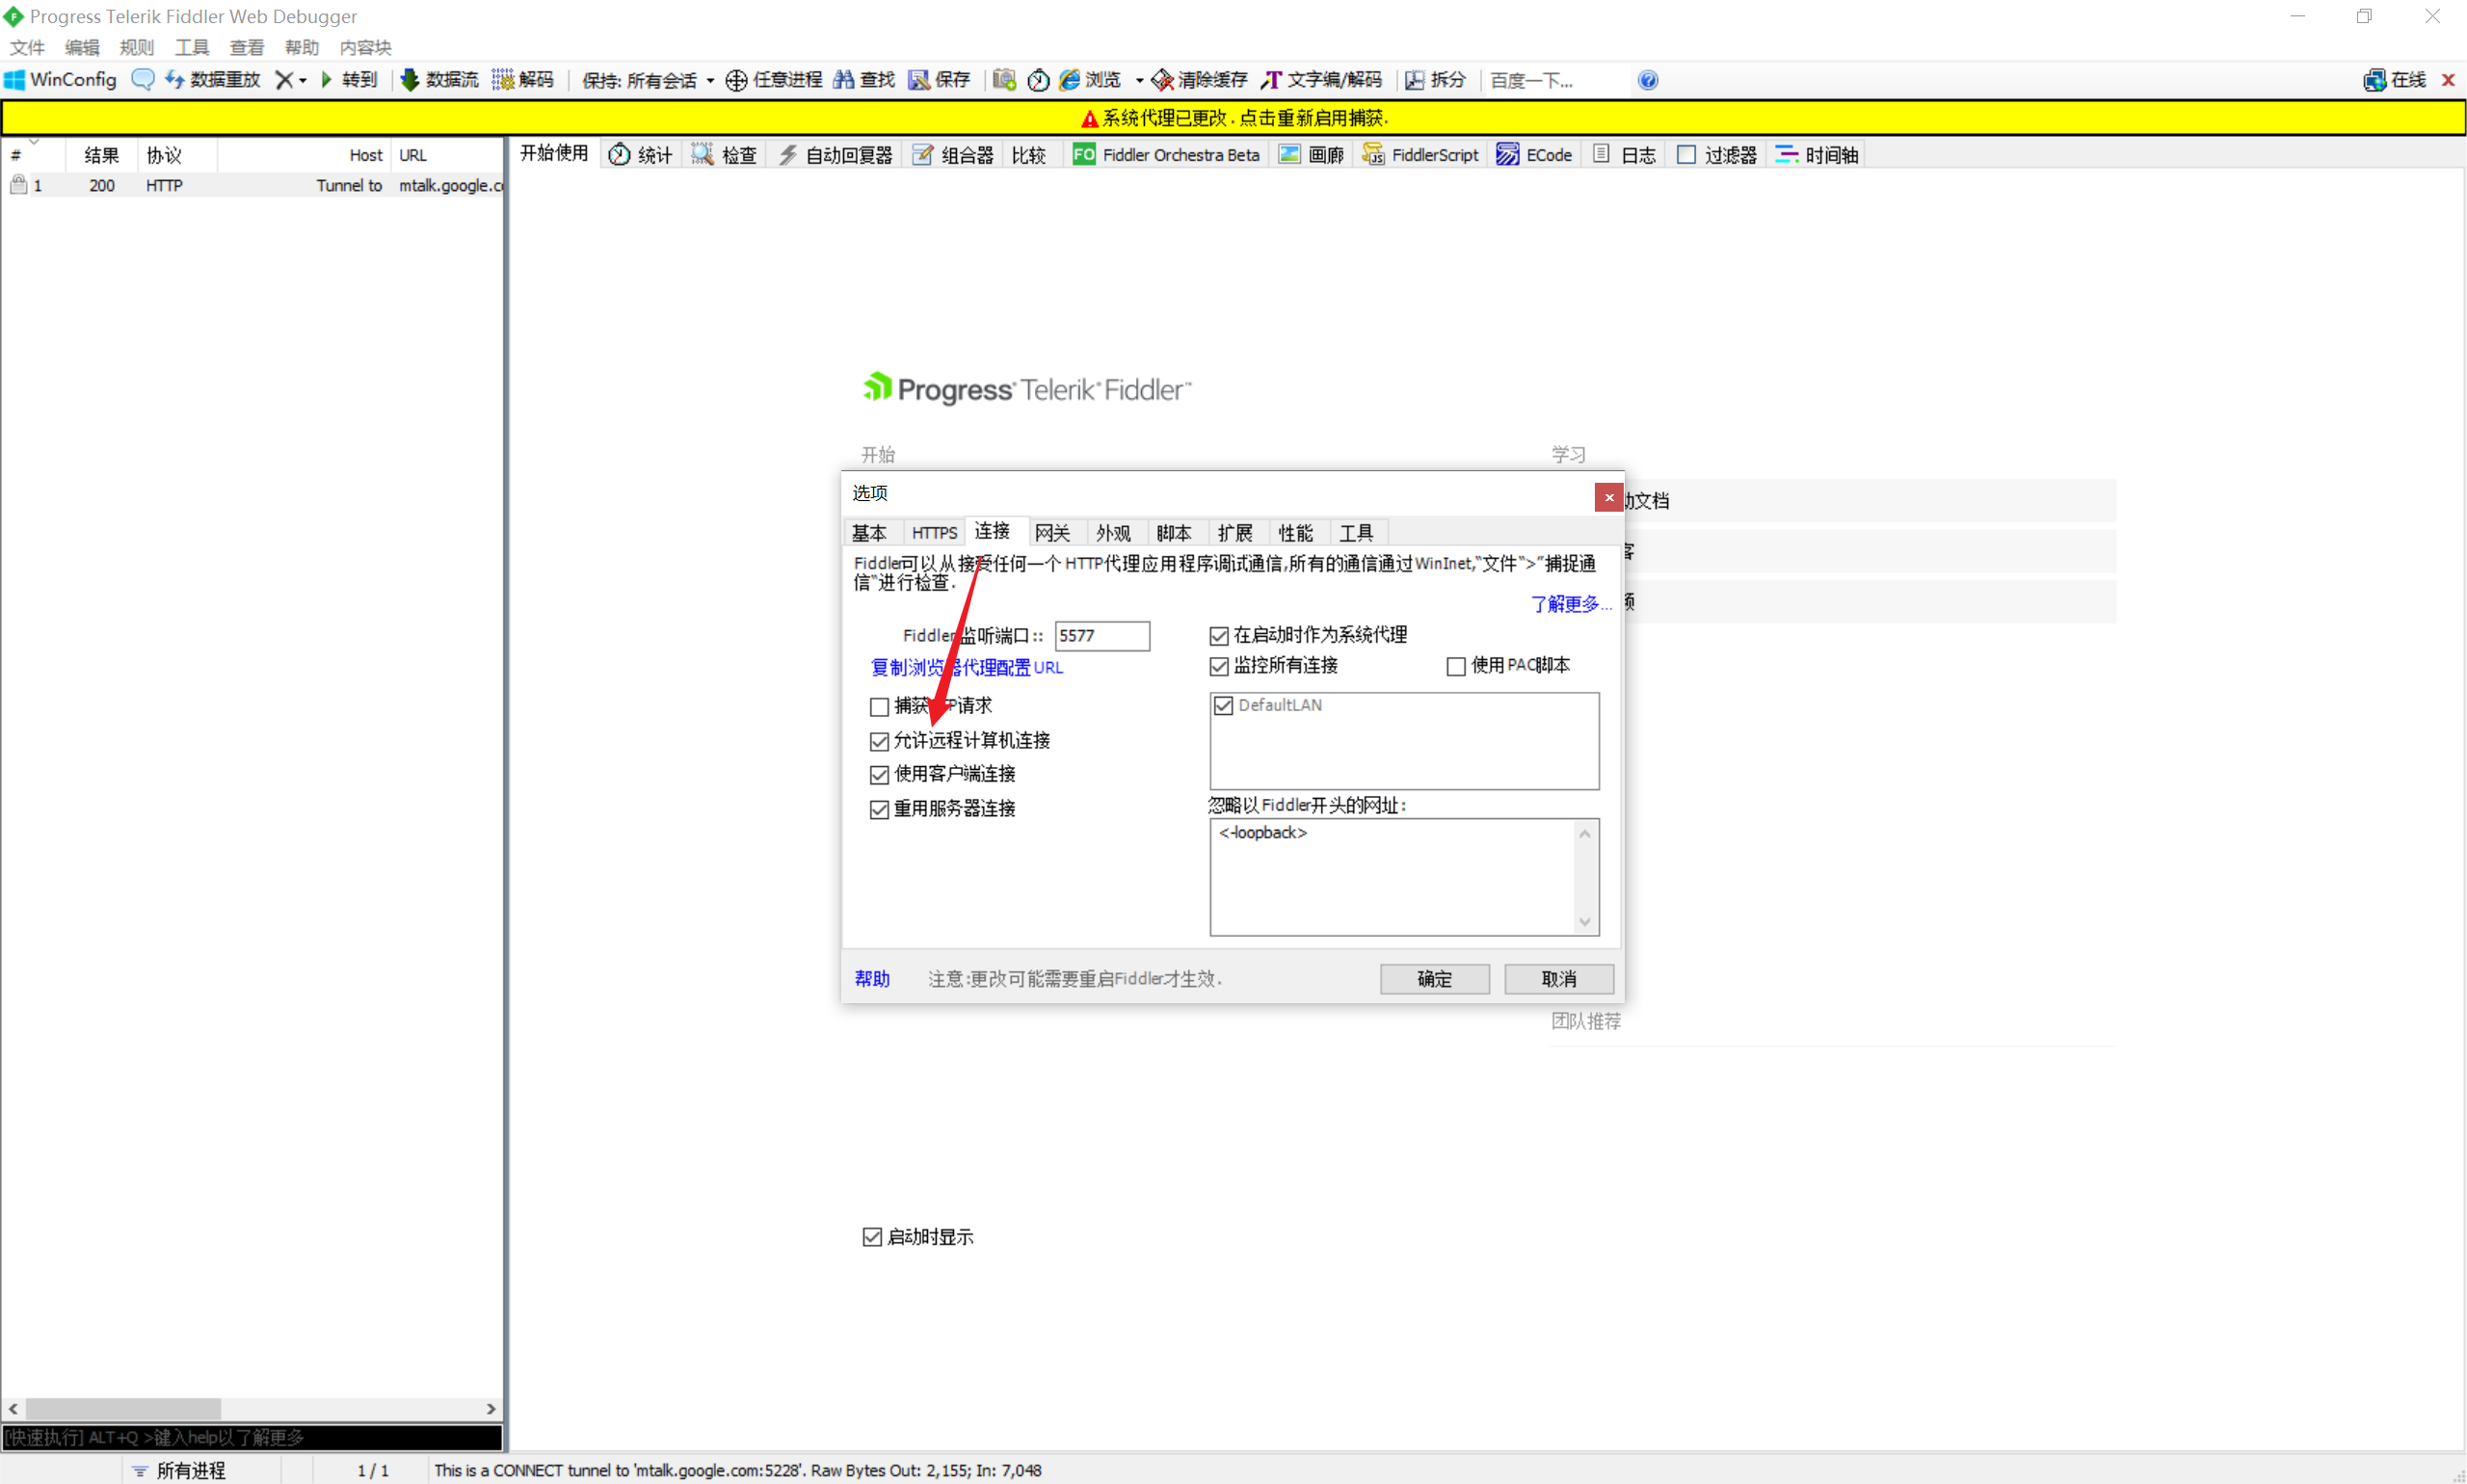 Progress Telerik Fiddler Web Debugger
文件 编辑 规则 工具 查看 帮助 内容块
WinConfig 数据重放 转到 数据流 解码 保持: 所有会话 任意进程 查找 保存 浏览 清除缓存 文字编/解码 拆分 百度一下... 在线
系统代理已更改.点击重新启用捕获.
# 结果 协议 Host URL
开始使用 统计 检查 自动回复器 组合器 比较 FO Fiddler Orchestra Beta 画廊 FiddlerScript ECode 日志 过滤器 时间轴
1 200 HTTP Tunnel to mtalk.google.co
Progress Telerik Fiddler™
开始 学习
选项
动文档
客
频
基本 HTTPS 连接 网关 外观 脚本 扩展 性能 工具
Fiddler可以从接受任何一个HTTP代理应用程序调试通信,所有的通信通过WinInet,"文件">"捕捉通
信"进行检查.
了解更多...
Fiddler 监听端口:: 5577
复制浏览器代理配置URL
捕获 请求
允许远程计算机连接
使用客户端连接
重用服务器连接
在启动时作为系统代理
监控所有连接 使用PAC脚本
DefaultLAN
忽略以Fiddler开头的网址:
<-loopback>
帮助 注意:更改可能需要重启Fiddler才生效. 确定 取消
团队推荐
启动时显示
[快速执行] ALT+Q >键入help以了解更多
所有进程 1 / 1 This is a CONNECT tunnel to 'mtalk.google.com:5228'. Raw Bytes Out: 2,155; In: 7,048